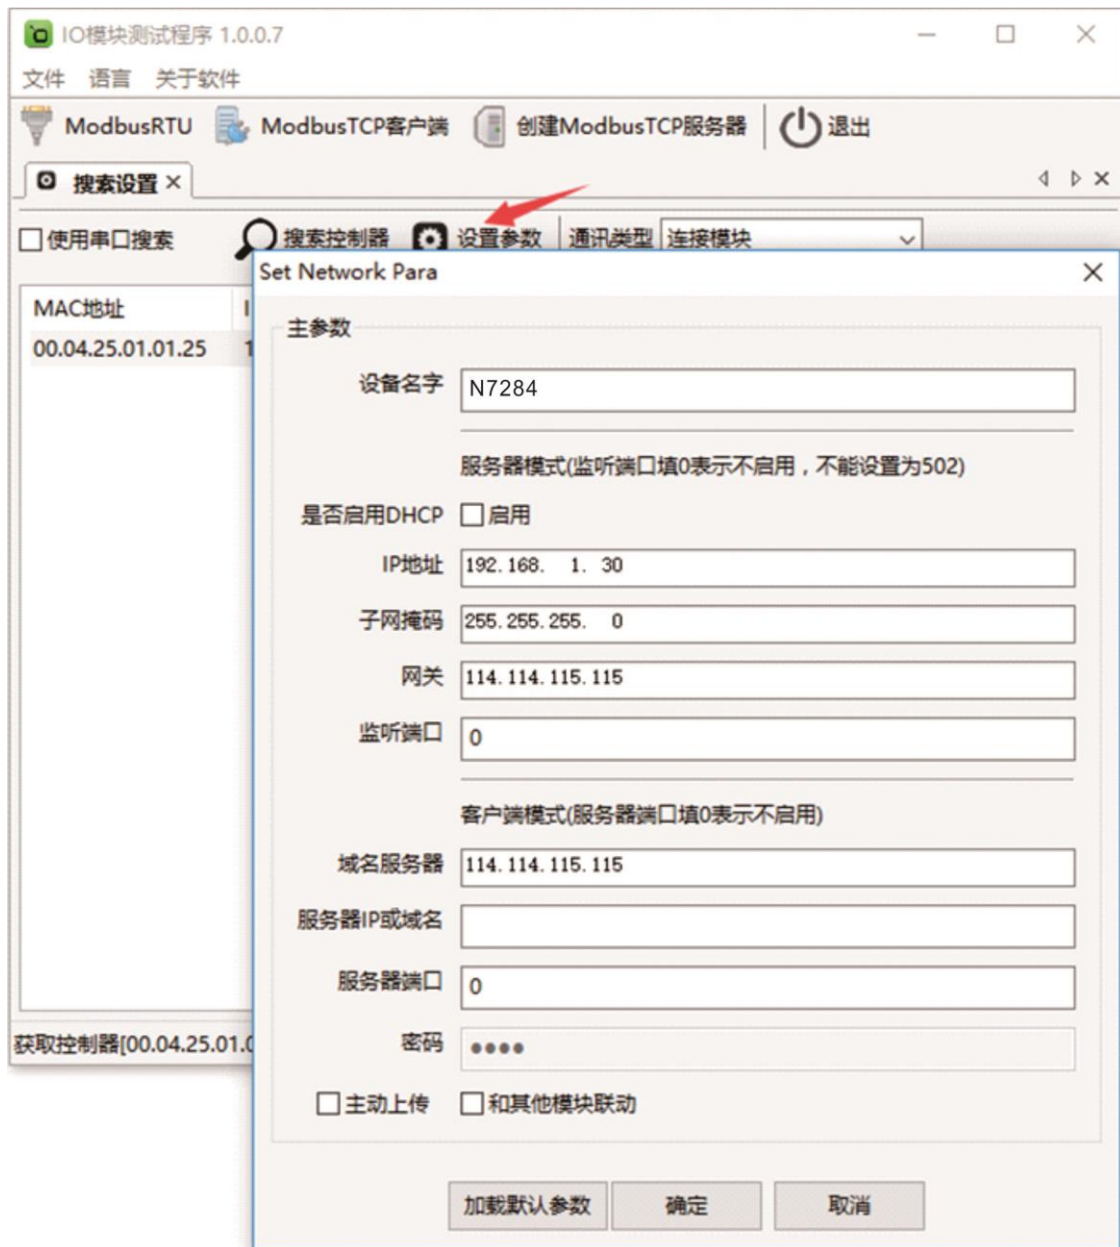 IO模块测试程序 1.0.0.7
文件 语言 关于软件
ModbusRTU ModbusTCP客户端 创建ModbusTCP服务器 退出
搜索设置
使用串口搜索 搜索控制器 设置参数 通讯类型 连接模块
Set Network Para
MAC地址
00.04.25.01.01.25
主参数
设备名字 N7284
服务器模式(监听端口填0表示不启用，不能设置为502)
是否启用DHCP 启用
IP地址 192.168. 1. 30
子网掩码 255.255.255. 0
网关 114.114.115.115
监听端口 0
客户端模式(服务器端口填0表示不启用)
域名服务器 114.114.115.115
服务器IP或域名
服务器端口 0
获取控制器[00.04.25.01.0
密码 ●●●●
主动上传 和其他模块联动
加载默认参数 确定 取消